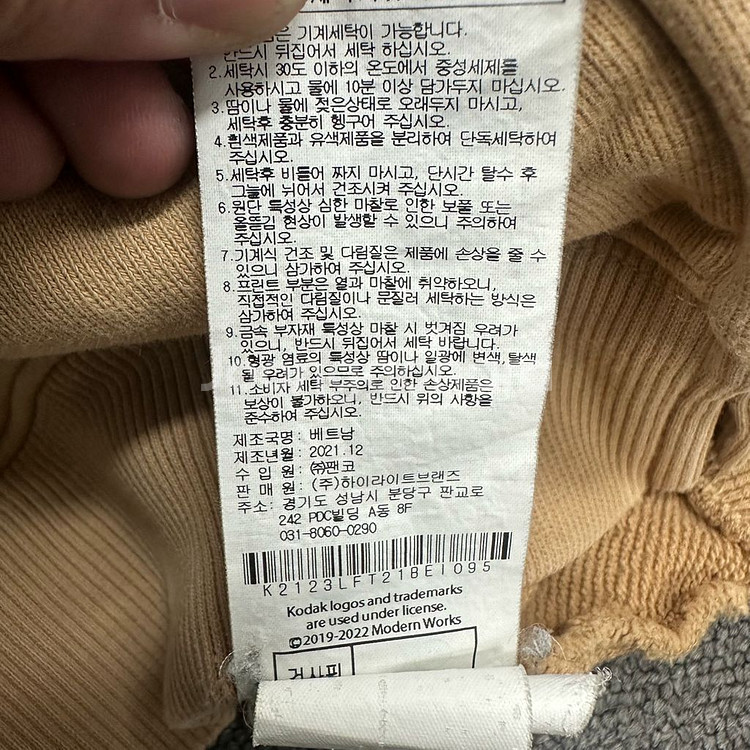 기계세탁이 가능합니다.
반드시 뒤집어서 세탁 하십시오.
2.세탁시 30도 이하의 온도에서 중성세제를
사용하시고 물에 10분 이상 담가두지 마십시오.
3.땀이나 물에 젖은상태로 오래두지 마시고,
세탁후 충분히 헹구어 주십시오.
4.흰색제품과 유색제품을 분리하여 단독세탁하여
주십시오.
5.세탁후 비틀어 짜지 마시고, 단시간 탈수 후
그늘에 뉘어서 건조시켜 주십시오.
6.원단 특성상 심한 마찰로 인한 보풀 또는
올뜯김 현상이 발생할 수 있으니 주의하여
주십시오.
7.기계식 건조 및 다림질은 제품에 손상을 줄 수
있으니 삼가하여 주십시오.
8.프린트 부분은 열과 마찰에 취약하오니,
직접적인 다림질이나 문질러 세탁하는 방식은
삼가하여 주십시오.
9.금속 부자재 특성상 마찰 시 벗겨짐 우려가
있으니, 반드시 뒤집어서 세탁 바랍니다.
10.형광 염료의 특성상 땀이나 일광에 변색,탈색
될 우려가 있으므로 주의하십시오.
11.소비자 세탁 부주의로 인한 손상제품은
보상이 불가하오니, 반드시 위의 사항을
준수하여 주십시오.
제조국명: 베트남
제조년월: 2021.12
수 입 원: ㈜팬코
판 매 원: (주)하이라이트브랜즈
주소: 경기도 성남시 분당구 판교로
242 PDC빌딩 A동 8F
031-8060-0290
K2123LFT21BEI095
Kodak logos and trademarks
are used under license.
©2019-2022 Modern Works
검사필